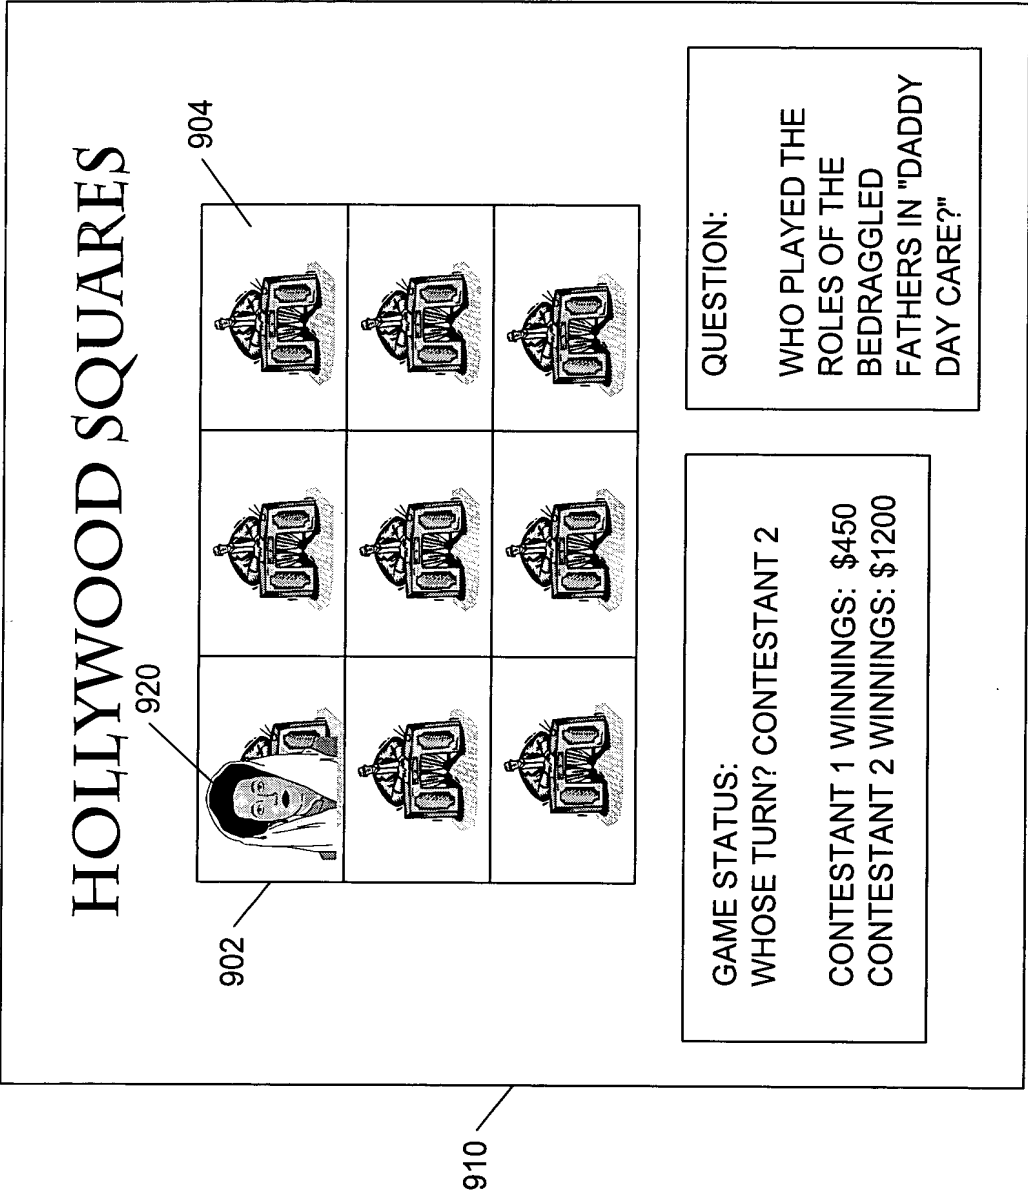 HOLLYWOOD SQUARES
920
904
902
GAME STATUS:
WHOSE TURN? CONTESTANT 2
CONTESTANT 1 WINNINGS: $450
CONTESTANT 2 WINNINGS: $1200
QUESTION:
WHO PLAYED THE
ROLES OF THE
BEDRAGGLED
FATHERS IN "DADDY
DAY CARE?"
910